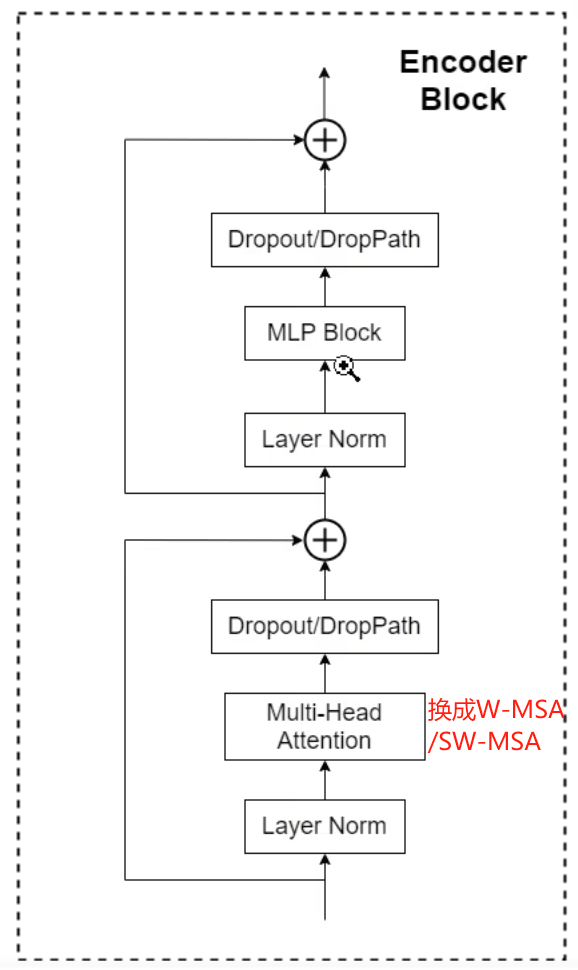 Encoder
Block
Dropout/DropPath
MLP Block
Layer Norm
Dropout/DropPath
Multi-Head
Attention
换成W-MSA
/SW-MSA
Layer Norm